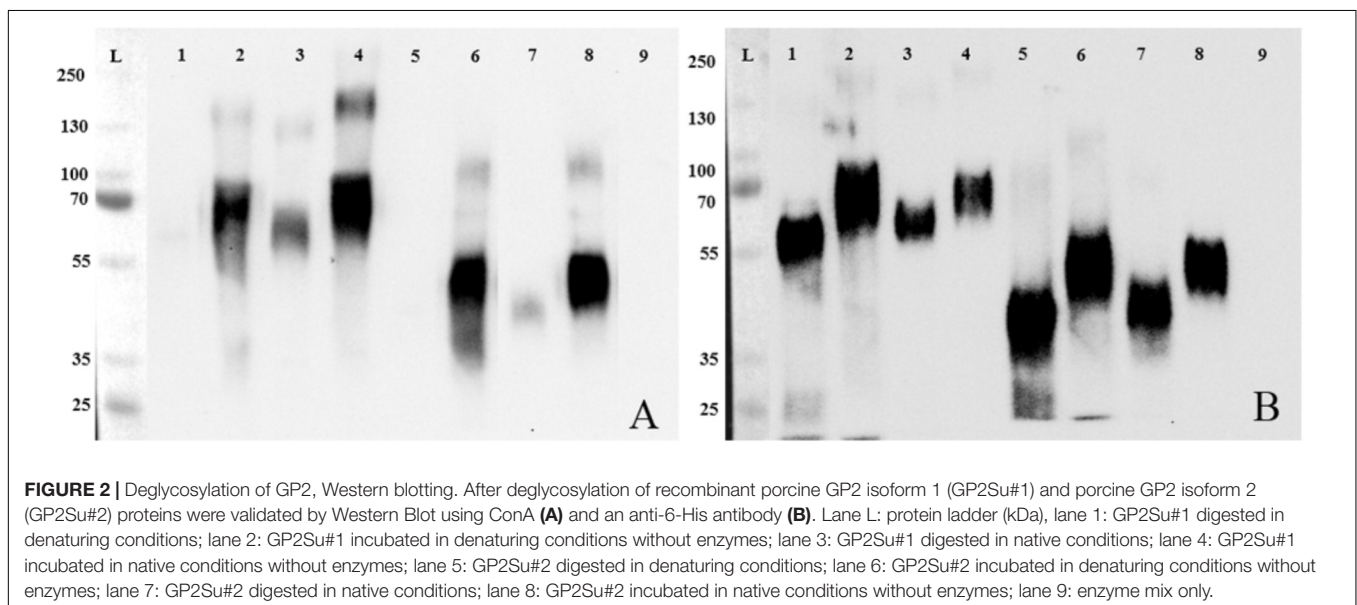 L 1 2 3 4 5 6 7 8 9
250
130
100
70
55
35
25
A
L 1 2 3 4 5 6 7 8 9
250
130
100
70
55
35
25
B
FIGURE 2 | Deglycosylation of GP2, Western blotting. After deglycosylation of recombinant porcine GP2 isoform 1 (GP2Su#1) and porcine GP2 isoform 2
(GP2Su#2) proteins were validated by Western Blot using ConA (A) and an anti-6-His antibody (B). Lane L: protein ladder (kDa), lane 1: GP2Su#1 digested in
denaturing conditions; lane 2: GP2Su#1 incubated in denaturing conditions without enzymes; lane 3: GP2Su#1 digested in native conditions; lane 4: GP2Su#1
incubated in native conditions without enzymes; lane 5: GP2Su#2 digested in denaturing conditions; lane 6: GP2Su#2 incubated in denaturing conditions without
enzymes; lane 7: GP2Su#2 digested in native conditions; lane 8: GP2Su#2 incubated in native conditions without enzymes; lane 9: enzyme mix only.